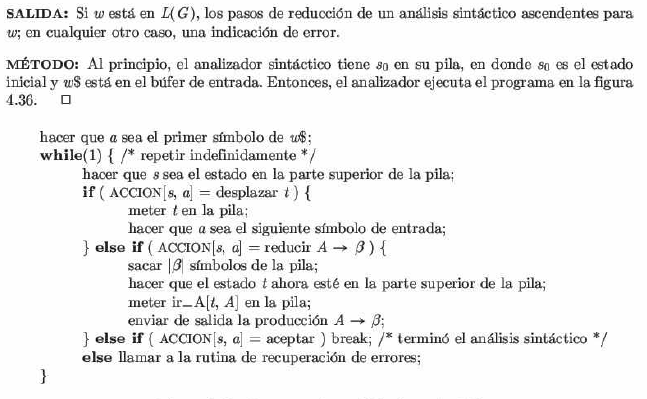 SALIDA: Si w está en L(G), los pasos de reducción de un análisis sintáctico ascendentes para
w; en cualquier otro caso, una indicación de error.
MÉTODO: Al principio, el analizador sintáctico tiene s₀ en su pila, en donde s₀ es el estado
inicial y w$ está en el búfer de entrada. Entonces, el analizador ejecuta el programa en la figura
4.36. □
hacer que a sea el primer símbolo de w$;
while(1) { /* repetir indefinidamente */
hacer que s sea el estado en la parte superior de la pila;
if ( ACCION[s, a] = desplazar t ) {
meter t en la pila;
hacer que a sea el siguiente símbolo de entrada;
} else if ( ACCION[s, a] = reducir A → β ) {
sacar |β| símbolos de la pila;
hacer que el estado t ahora esté en la parte superior de la pila;
meter ir_A[t, A] en la pila;
enviar de salida la producción A → β;
} else if ( ACCION[s, a] = aceptar ) break; /* terminó el análisis sintáctico */
else llamar a la rutina de recuperación de errores;
}